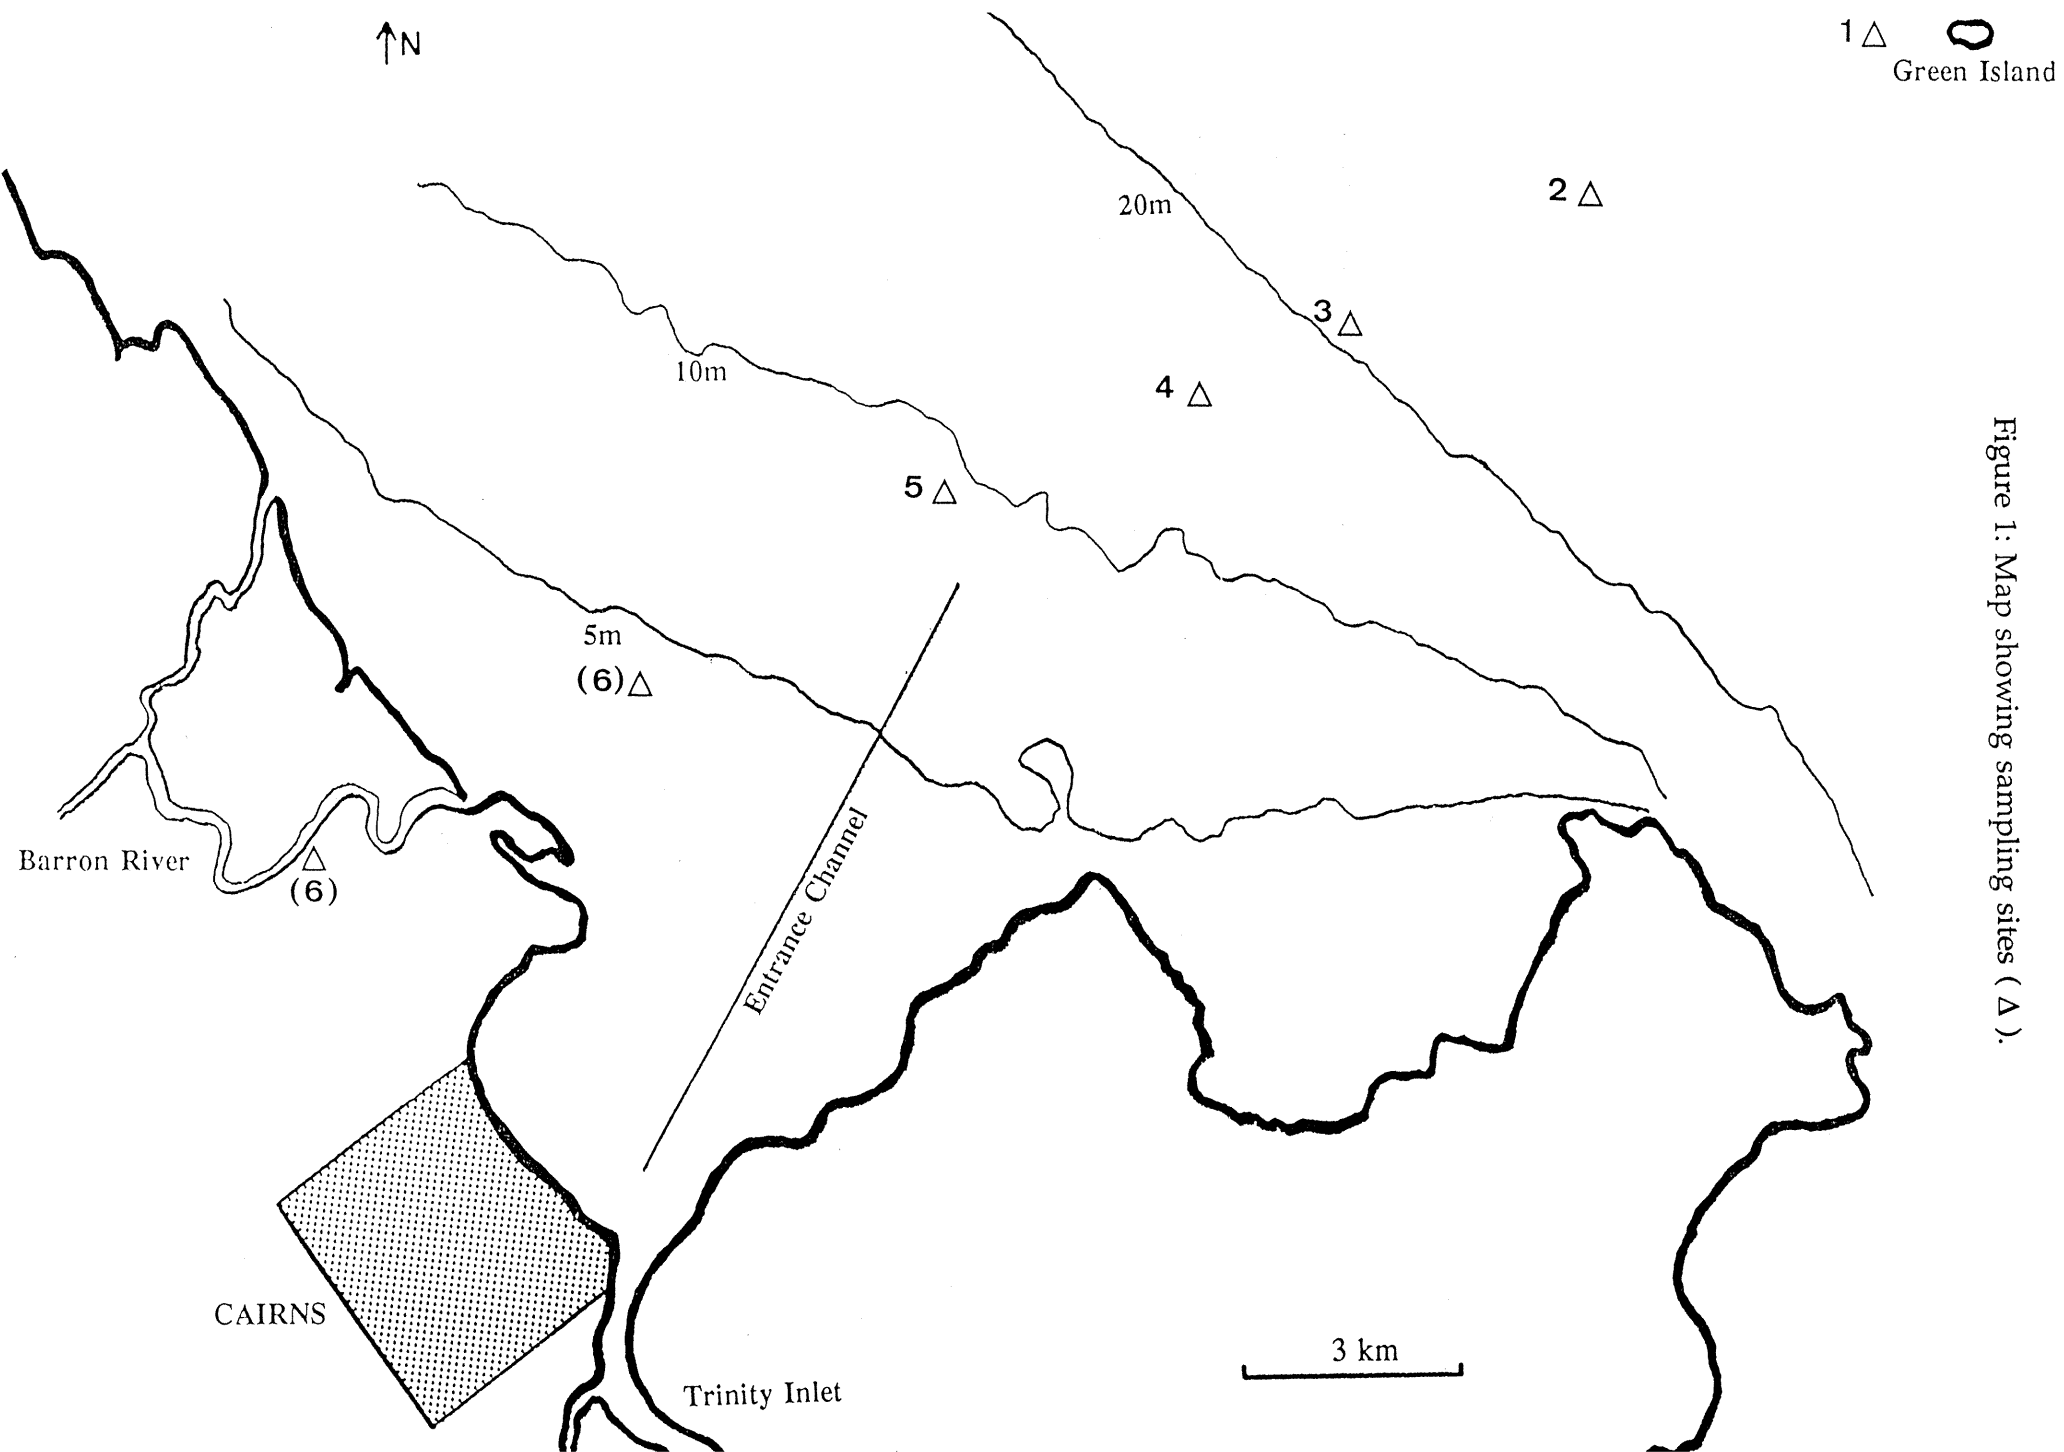 ↑N
1 △
Green Island
2 △
20m
3 △
10m
4 △
5 △
5m
(6) △
Barron River
△
(6)
Entrance Channel
CAIRNS
3 km
Trinity Inlet
Figure 1: Map showing sampling sites ( △ ).